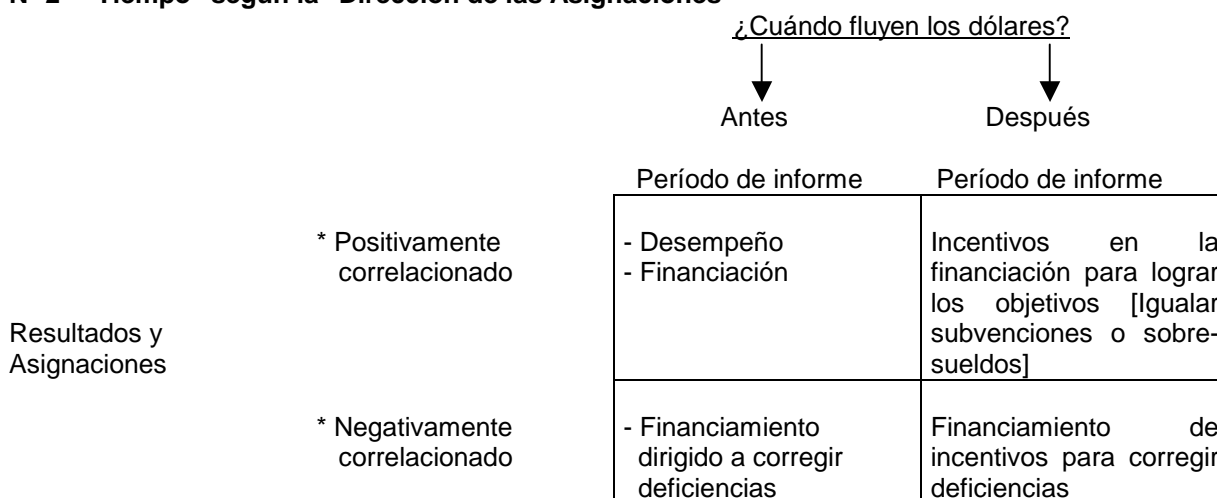 N° 2 "Tiempo" según la "Dirección de las Asignaciones"
¿Cuándo fluyen los dólares?
Antes Después
Período de informe Período de informe
* Positivamente
correlacionado
- Desempeño
- Financiación
Incentivos en la
financiación para lograr
los objetivos [Igualar
subvenciones o sobre-
sueldos]
Resultados y
Asignaciones
* Negativamente
correlacionado
- Financiamiento
dirigido a corregir
deficiencias
Financiamiento de
incentivos para corregir
deficiencias